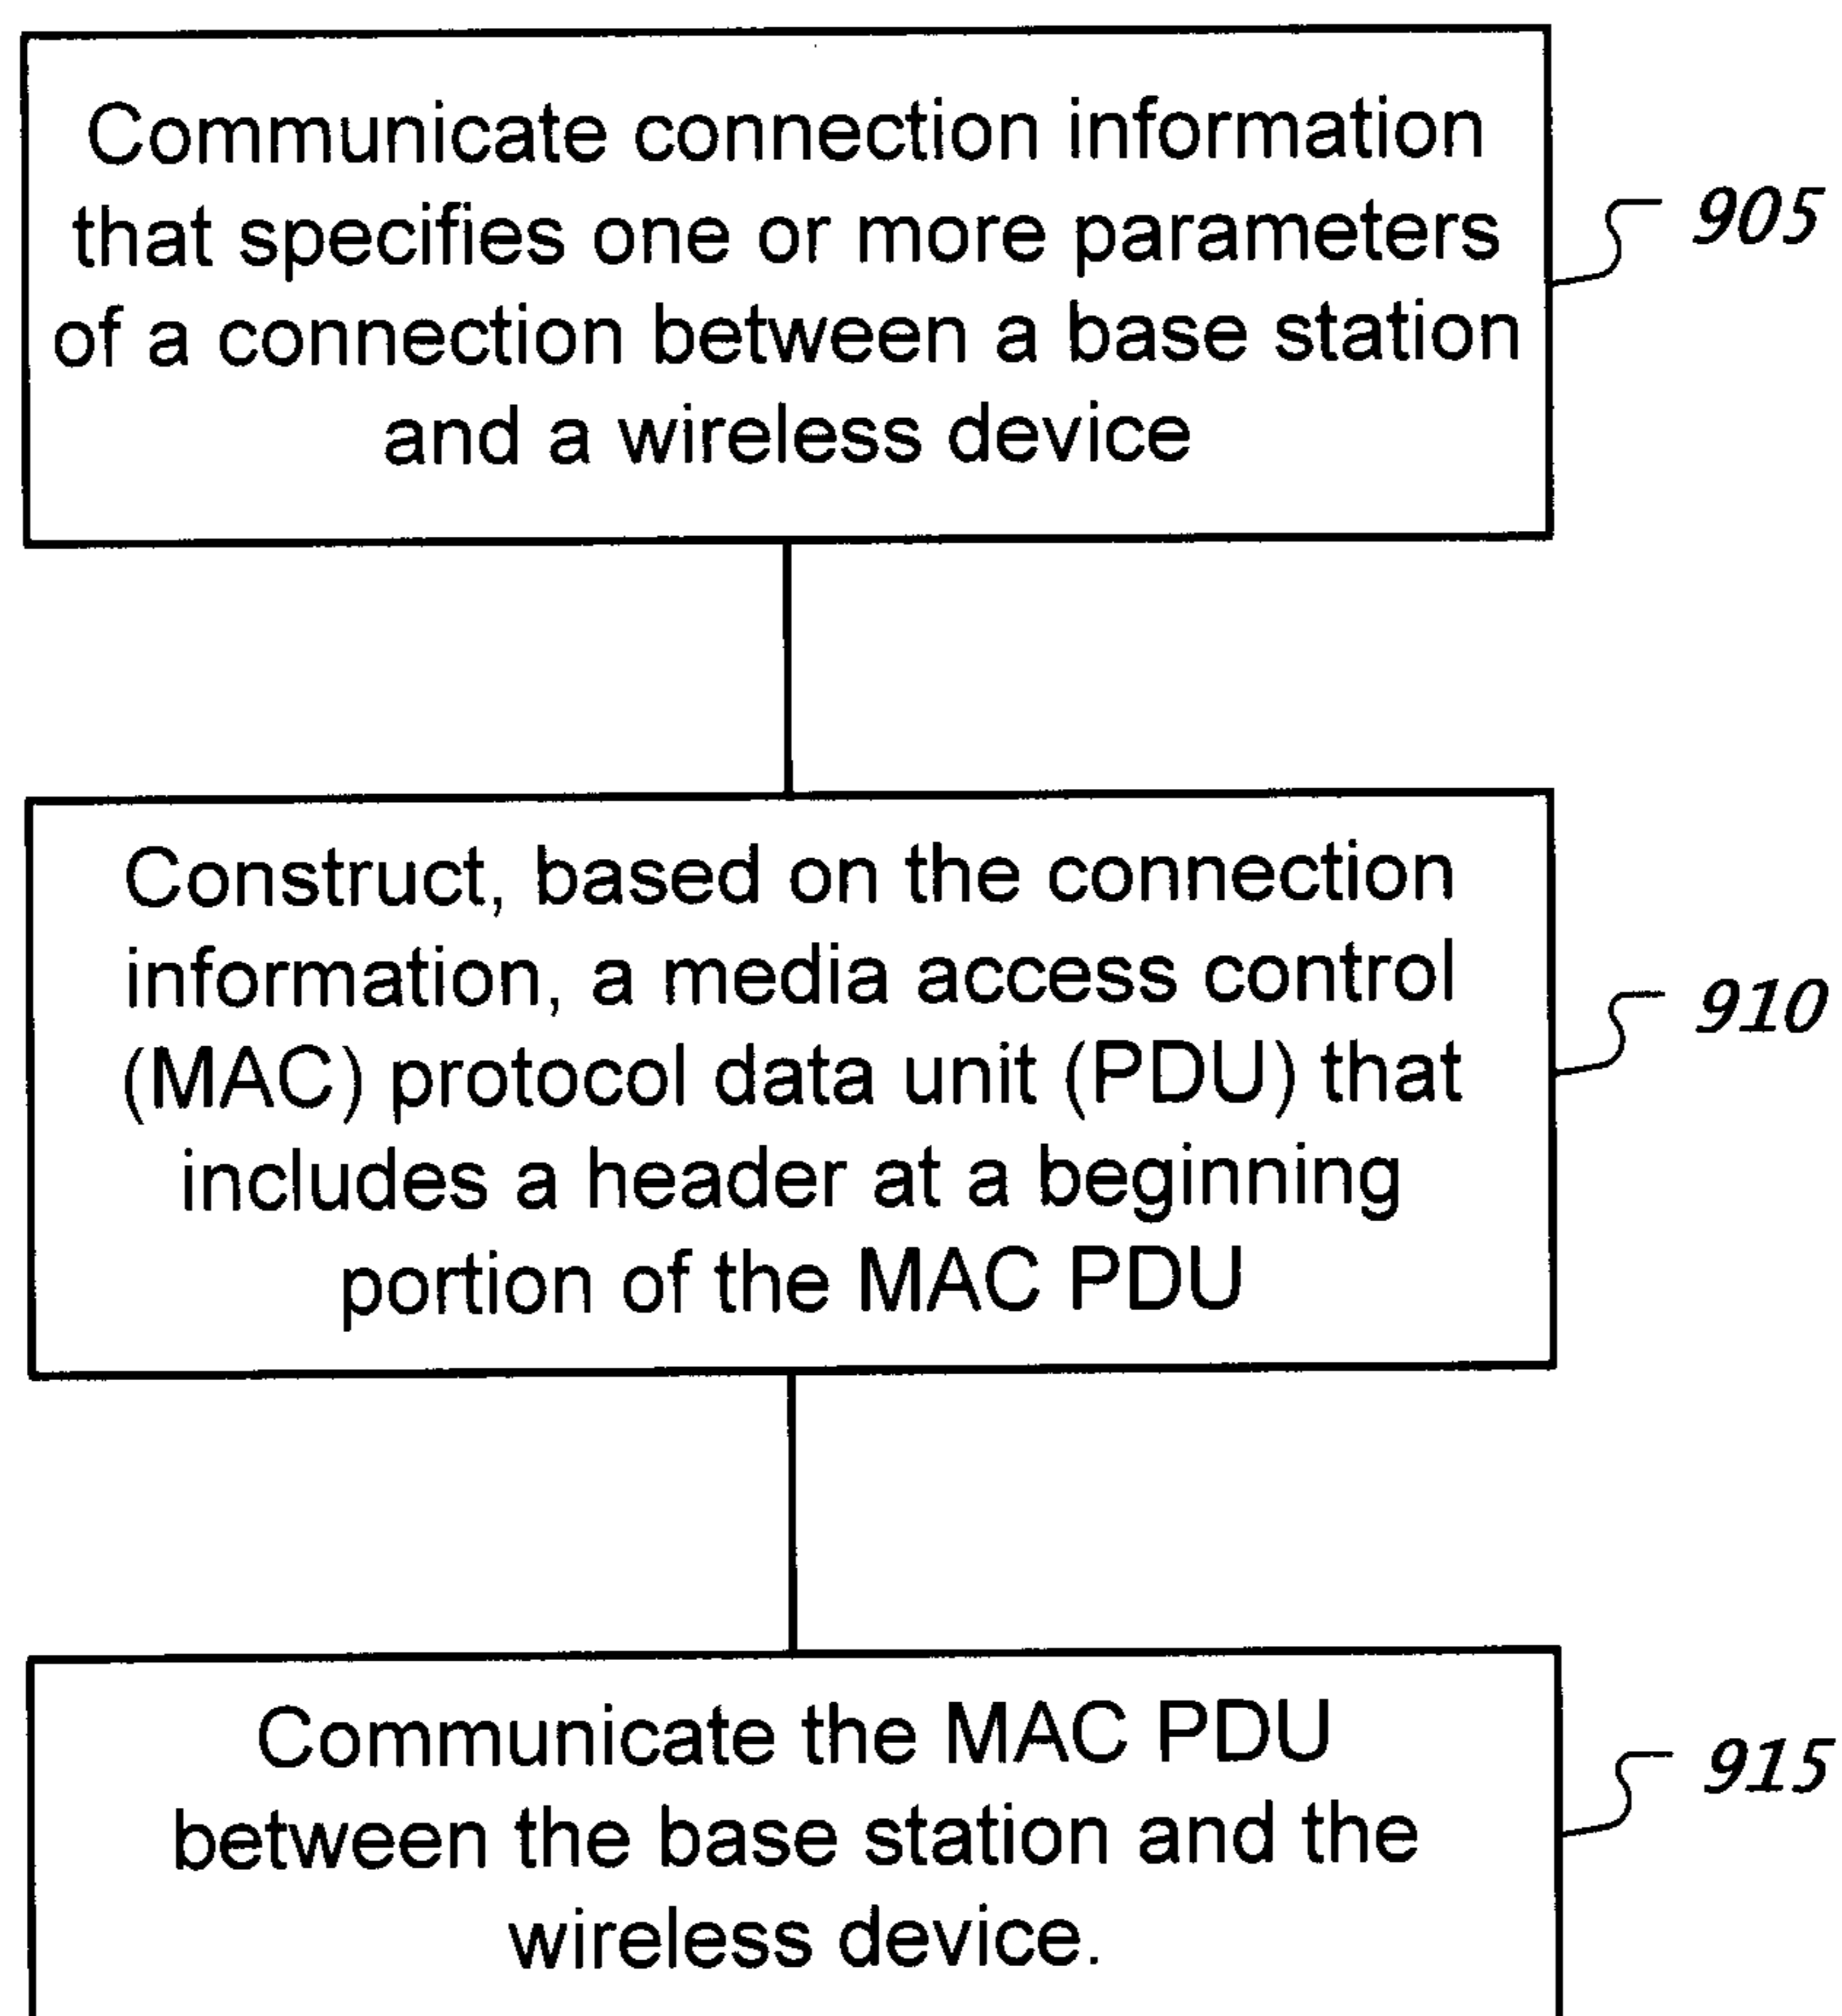 Communicate connection information
that specifies one or more parameters
of a connection between a base station
and a wireless device
905
Construct, based on the connection
information, a media access control
(MAC) protocol data unit (PDU) that
includes a header at a beginning
portion of the MAC PDU
910
Communicate the MAC PDU
between the base station and the
wireless device.
915